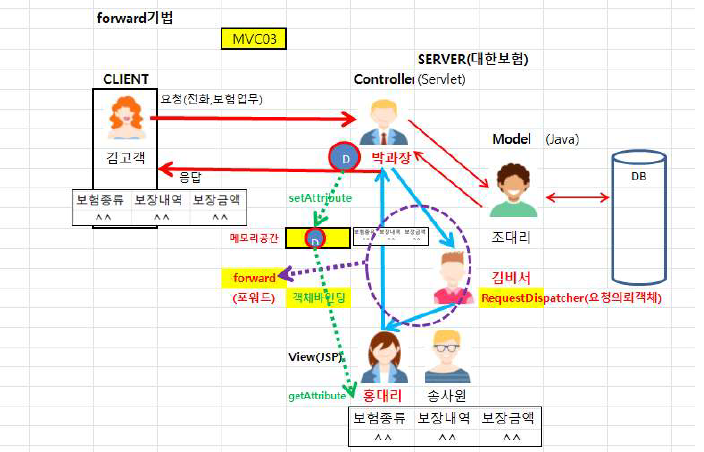 forward기법
MVC03
SERVER(대한보험)
CLIENT
Controller(Servlet)
요청(전화,보험업무)
Model (Java)
DB
김고객
D
박과장
응답
보험종류 보장내역 보장금액
^^ ^^ ^^
setAttribute
조대리
메모리공간
D
보험종류 보장내역 보장금액
^^ ^^ ^^
forward
(포워드)
객체바인딩
김비서
RequestDispatcher(요청의뢰객체)
View(JSP)
getAttribute
홍대리
송사원
보험종류 보장내역 보장금액
^^ ^^ ^^